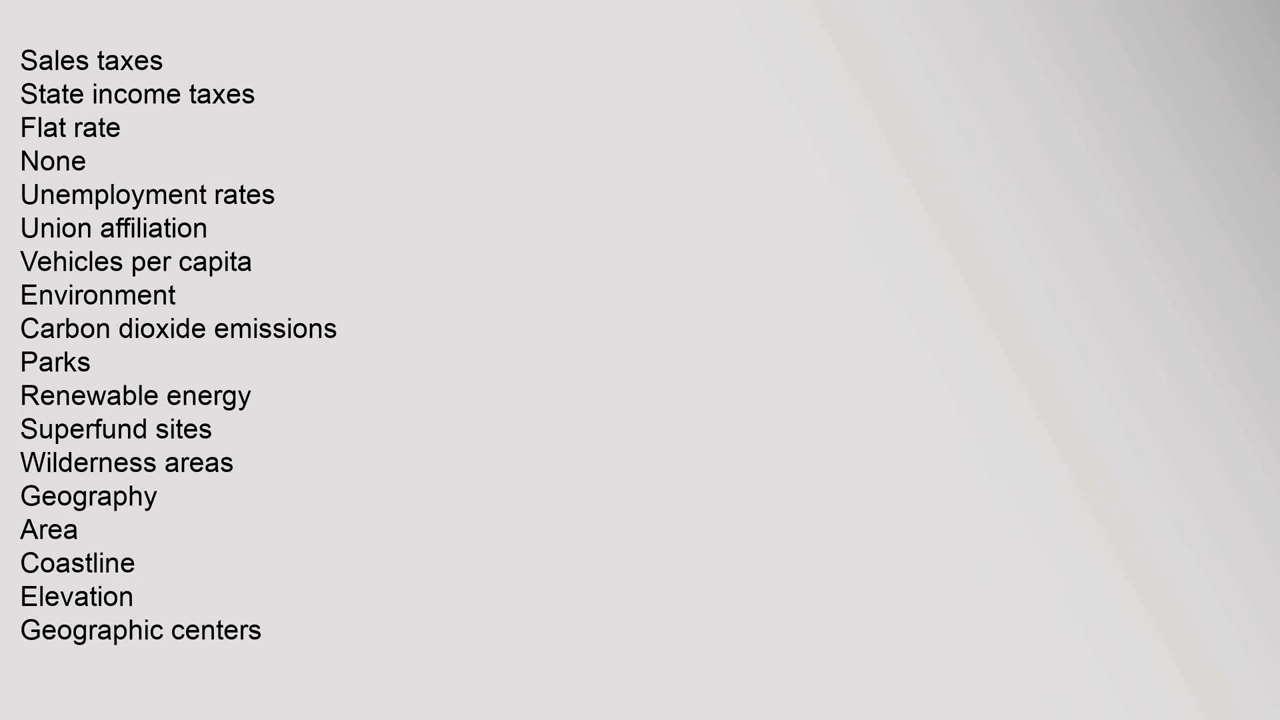 Sales taxes
State income taxes
Flat rate
None
Unemployment rates
Union affiliation
Vehicles per capita
Environment
Carbon dioxide emissions
Parks
Renewable energy
Superfund sites
Wilderness areas
Geography
Area
Coastline
Elevation
Geographic centers